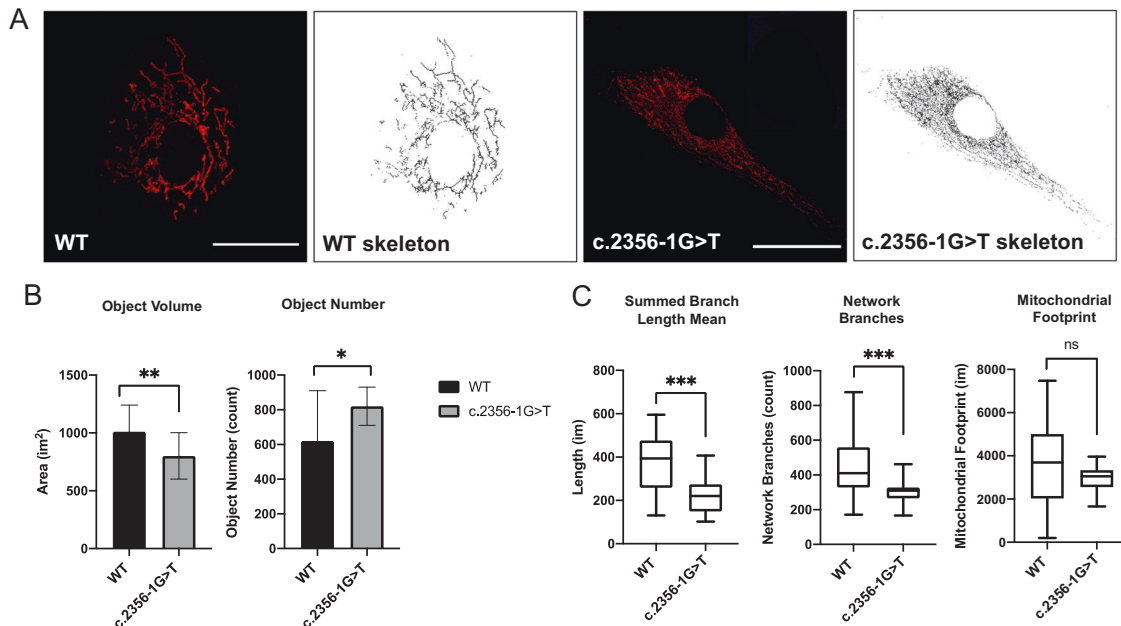 A
WT
WT skeleton
c.2356-1G>T
c.2356-1G>T skeleton
B
Object Volume
Area (im²)
1500
1000
500
0
**
WT
c.2356-1G>T
Object Number
Object Number (count)
1000
800
600
400
200
0
*
WT
c.2356-1G>T
WT
c.2356-1G>T
C
Summed Branch
Length Mean
Length (im)
800
600
400
200
0
***
WT
c.2356-1G>T
Network
Branches
Network Branches (count)
1000
800
600
400
200
0
***
WT
c.2356-1G>T
Mitochondrial
Footprint
Mitochondrial Footprint (im)
8000
6000
4000
2000
0
ns
WT
c.2356-1G>T